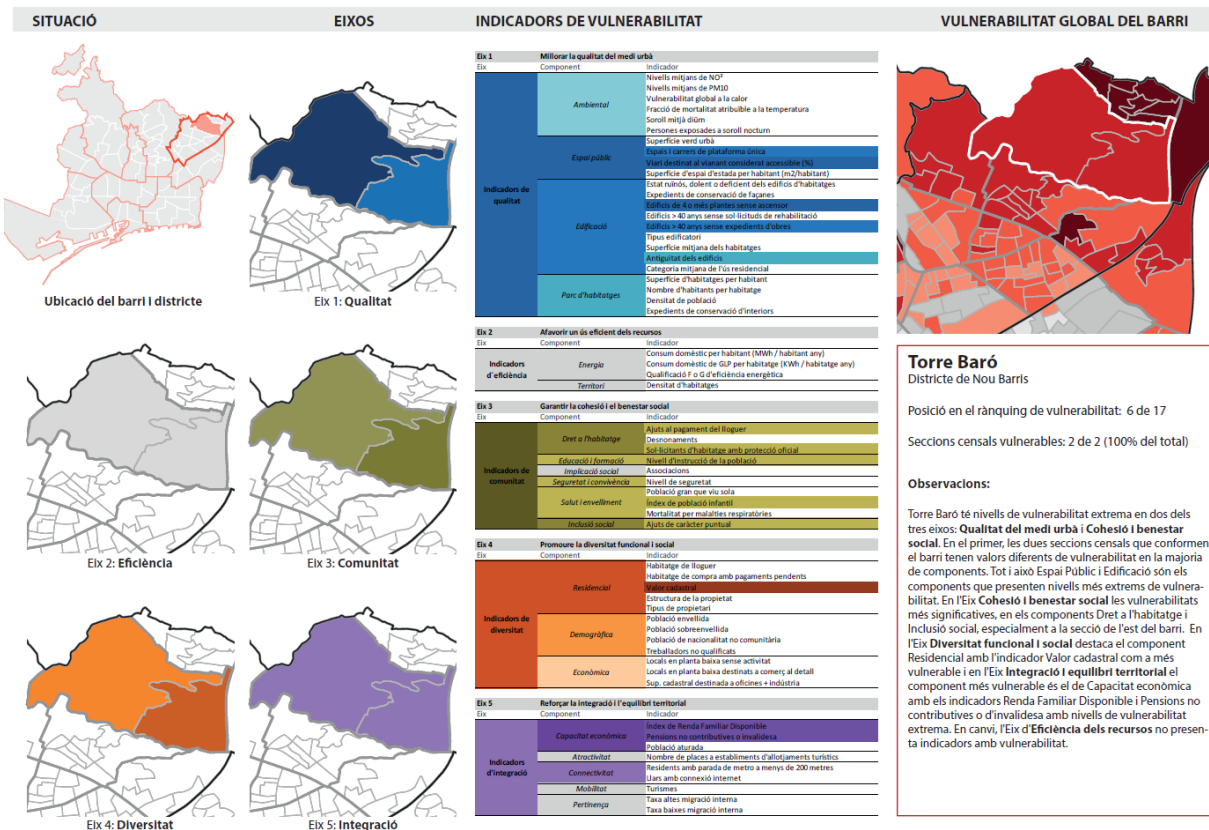 SITUACIÓ
EIXOS
INDICADORS DE VULNERABILITAT
VULNERABILITAT GLOBAL DEL BARRI
Ubicació del barri i districte
Eix 1: Qualitat
Eix 2: Eficiència
Eix 3: Comunitat
Eix 4: Diversitat
Eix 5: Integració
Eix 1 Millorar la qualitat del medi urbà
Eix Component Indicador
Indicadors de qualitat
Ambiental
Nivells mitjans de NO²
Nivells mitjans de PM10
Vulnerabilitat global a la calor
Fracció de mortalitat atribuïble a la temperatura
Soroll mitjà diürn
Persones exposades a soroll nocturn
Espai públic
Superfície verd urbà
Espais i carrers de plataforma única
Viari destinat al vianant considerat accessible (%)
Superfície d'espai d'estada per habitant (m2/habitant)
Edificació
Estat ruïnós, dolent o deficient dels edificis d'habitatges
Expedients de conservació de façanes
Edificis de 4 o més plantes sense ascensor
Edificis > 40 anys sense sol·licituds de rehabilitació
Edificis > 40 anys sense expedients d'obres
Tipus edificatori
Superfície mitjana dels habitatges
Antiguitat dels edificis
Categoria mitjana de l'ús residencial
Parc d'habitatges
Superfície d'habitatges per habitant
Nombre d'habitants per habitatge
Densitat de població
Expedients de conservació d'interiors
Eix 2 Afavorir un ús eficient dels recursos
Eix Component Indicador
Indicadors d'eficiència
Energia
Consum domèstic per habitant (MWh / habitant any)
Consum domèstic de GLP per habitatge (KWh / habitatge any)
Qualificació F o G d'eficiència energètica
Territori
Densitat d'habitatges
Eix 3 Garantir la cohesió i el benestar social
Eix Component Indicador
Indicadors de comunitat
Dret a l'habitatge
Ajuts al pagament del lloguer
Desnonaments
Sol·licitants d'habitatge amb protecció oficial
Educació i formació
Nivell d'instrucció de la població
Implicació social
Associacions
Seguretat i convivència
Nivell de seguretat
Salut i envelliment
Població gran que viu sola
Índex de població infantil
Mortalitat per malalties respiratòries
Inclusió social
Ajuts de caràcter puntual
Eix 4 Promoure la diversitat funcional i social
Eix Component Indicador
Indicadors de diversitat
Residencial
Habitatge de lloguer
Habitatge de compra amb pagaments pendents
Valor cadastral
Estructura de la propietat
Tipus de propietari
Demogràfica
Població envellida
Població sobreenvellida
Població de nacionalitat no comunitària
Treballadors no qualificats
Econòmica
Locals en planta baixa sense activitat
Locals en planta baixa destinats a comerç al detall
Sup. cadastral destinada a oficines + indústria
Eix 5 Reforçar la integració i l'equilibri territorial
Eix Component Indicador
Indicadors d'integració
Capacitat econòmica
Índex de Renda Familiar Disponible
Pensions no contributives o invalidesa
Població aturada
Atractivitat
Nombre de places a establiments d'allotjaments turístics
Connectivitat
Residents amb parada de metro a menys de 200 metres
Llars amb connexió internet
Mobilitat
Turismes
Pertinença
Taxa altes migració interna
Taxa baixes migració interna
Torre Baró
Districte de Nou Barris
Posició en el rànquing de vulnerabilitat: 6 de 17
Seccions censals vulnerables: 2 de 2 (100% del total)
Observacions:
Torre Baró té nivells de vulnerabilitat extrema en dos dels
tres eixos: Qualitat del medi urbà i Cohesió i benestar
social. En el primer, les dues seccions censals que conformen
el barri tenen valors diferents de vulnerabilitat en la majoria
de components. Tot i això Espai Públic i Edificació són els
components que presenten nivells més extrems de vulnera-
bilitat. En l'Eix Cohesió i benestar social les vulnerabilitats
més significatives, en els components Dret a l'habitatge i
Inclusió social, especialment a la secció de l'est del barri. En
l'Eix Diversitat funcional i social destaca el component
Residencial amb l'indicador Valor cadastral com a més
vulnerable i en l'Eix Integració i equilibri territorial el
component més vulnerable és el de Capacitat econòmica
amb els indicadors Renda Familiar Disponible i Pensions no
contributives o d'invalidesa amb nivells de vulnerabilitat
extrema. En canvi, l'Eix d'Eficiència dels recursos no presen-
ta indicadors amb vulnerabilitat.